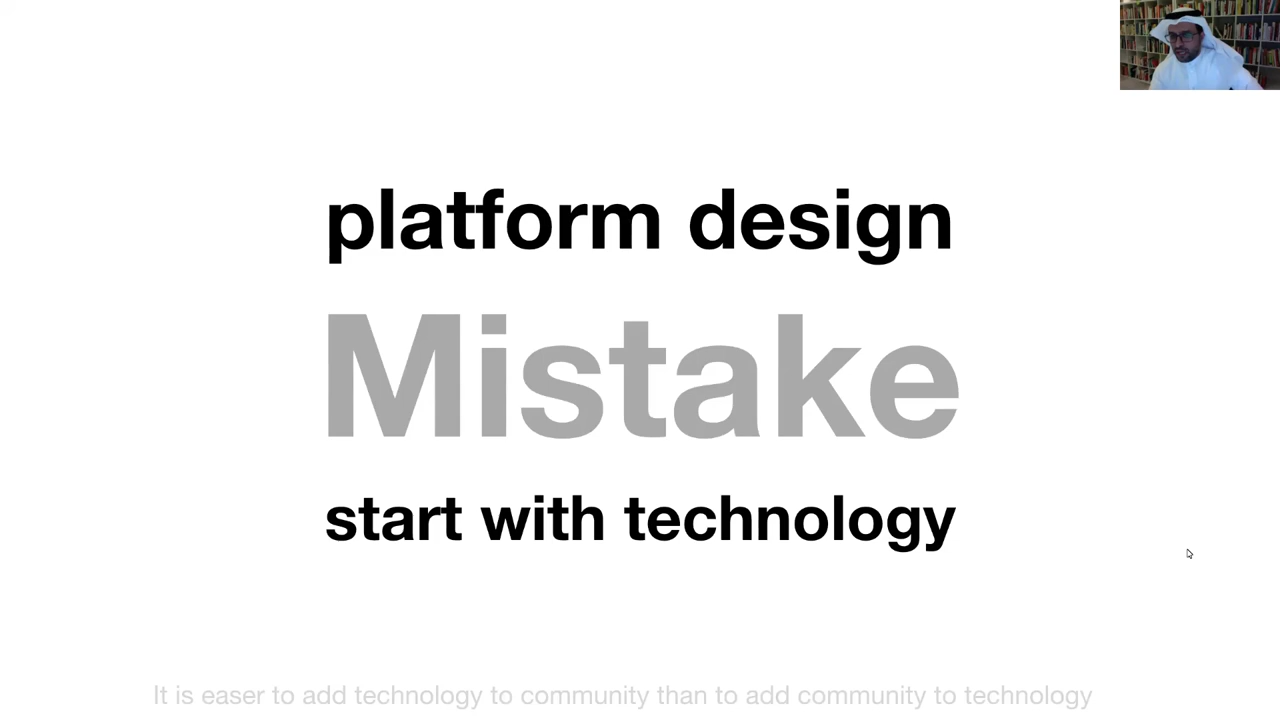 platform design
Mistake
start with technology
It is easer to add technology to community than to add community to technology